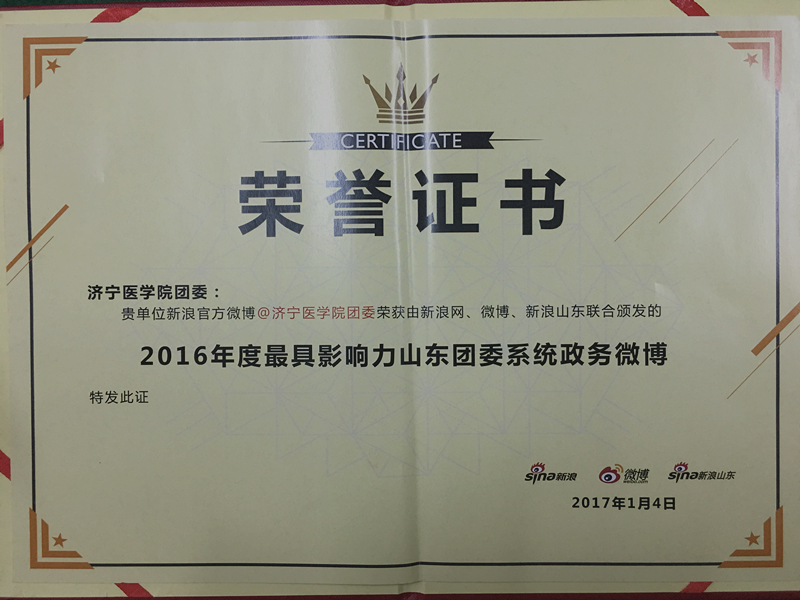 CERTIFICATE
荣誉证书
济宁医学院团委：
贵单位新浪官方微博@济宁医学院团委荣获由新浪网、微博、新浪山东联合颁发的
2016年度最具影响力山东团委系统政务微博
特发此证
sina新浪 微博 sina新浪山东
2017年1月4日